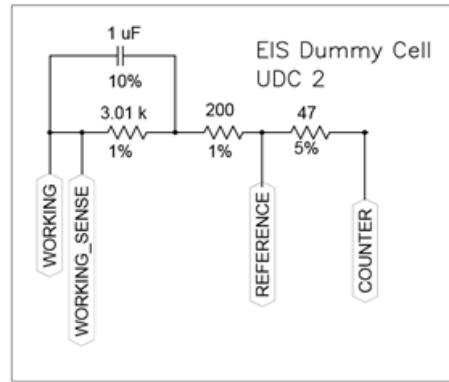 1 uF
10%
EIS Dummy Cell
UDC 2
3.01 k
1%
200
1%
47
5%
WORKING
WORKING_SENSE
REFERENCE
COUNTER